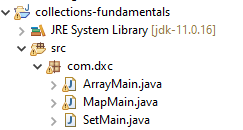 collections-fundamentals
JRE System Library [jdk-11.0.16]
src
com.dxc
ArrayMain.java
MapMain.java
SetMain.java